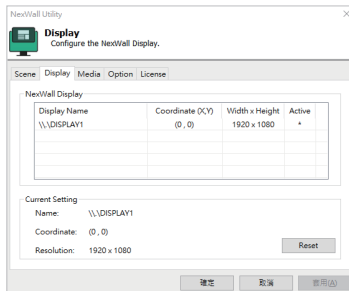 NexWall Utility
Display
Configure the NexWall Display.
Scene Display Media Option License
NexWall Display
Display Name Coordinate (X,Y) Width x Height Active
\\.\DISPLAY1 (0 , 0) 1920 x 1080 *
Current Setting
Name: \\.\DISPLAY1
Coordinate: (0 , 0)
Resolution: 1920 x 1080
Reset
確定 取消 套用(A)